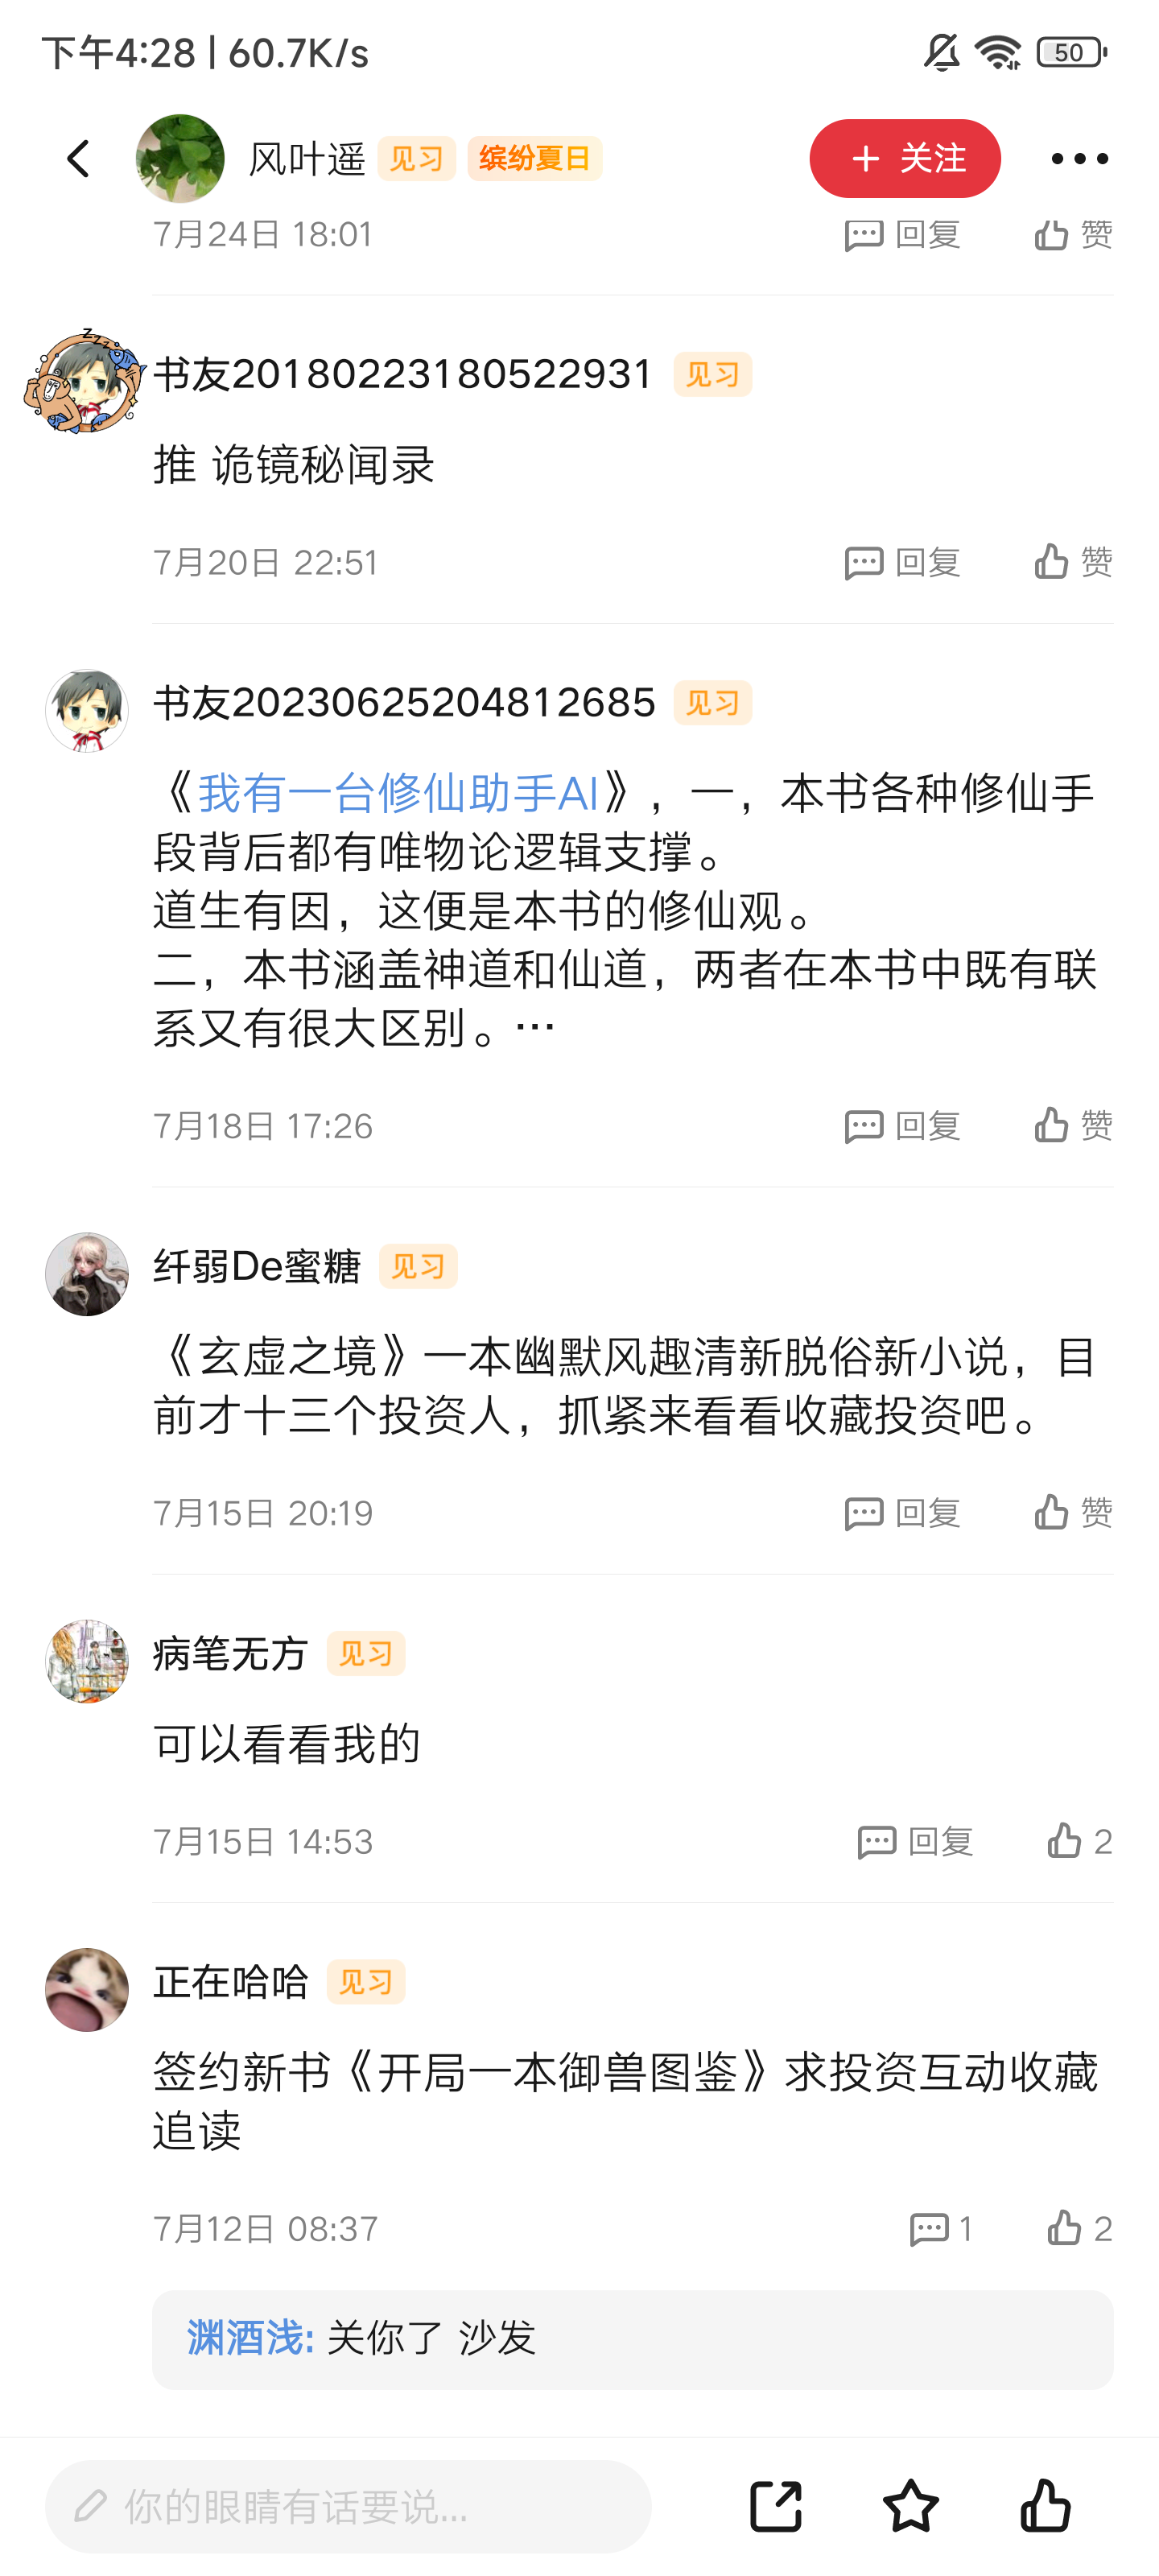 下午4:28 | 60.7K/s
50
风叶遥 见习 缤纷夏日 + 关注
7月24日 18:01 回复 赞
书友20180223180522931 见习
推 诡镜秘闻录
7月20日 22:51 回复 赞
书友20230625204812685 见习
《我有一台修仙助手AI》，一，本书各种修仙手
段背后都有唯物论逻辑支撑。
道生有因，这便是本书的修仙观。
二，本书涵盖神道和仙道，两者在本书中既有联
系又有很大区别。…
7月18日 17:26 回复 赞
纤弱De蜜糖 见习
《玄虚之境》一本幽默风趣清新脱俗新小说，目
前才十三个投资人，抓紧来看看收藏投资吧。
7月15日 20:19 回复 赞
病笔无方 见习
可以看看我的
7月15日 14:53 回复 2
正在哈哈 见习
签约新书《开局一本御兽图鉴》求投资互动收藏
追读
7月12日 08:37 1 2
渊酒浅: 关你了 沙发
你的眼睛有话要说...